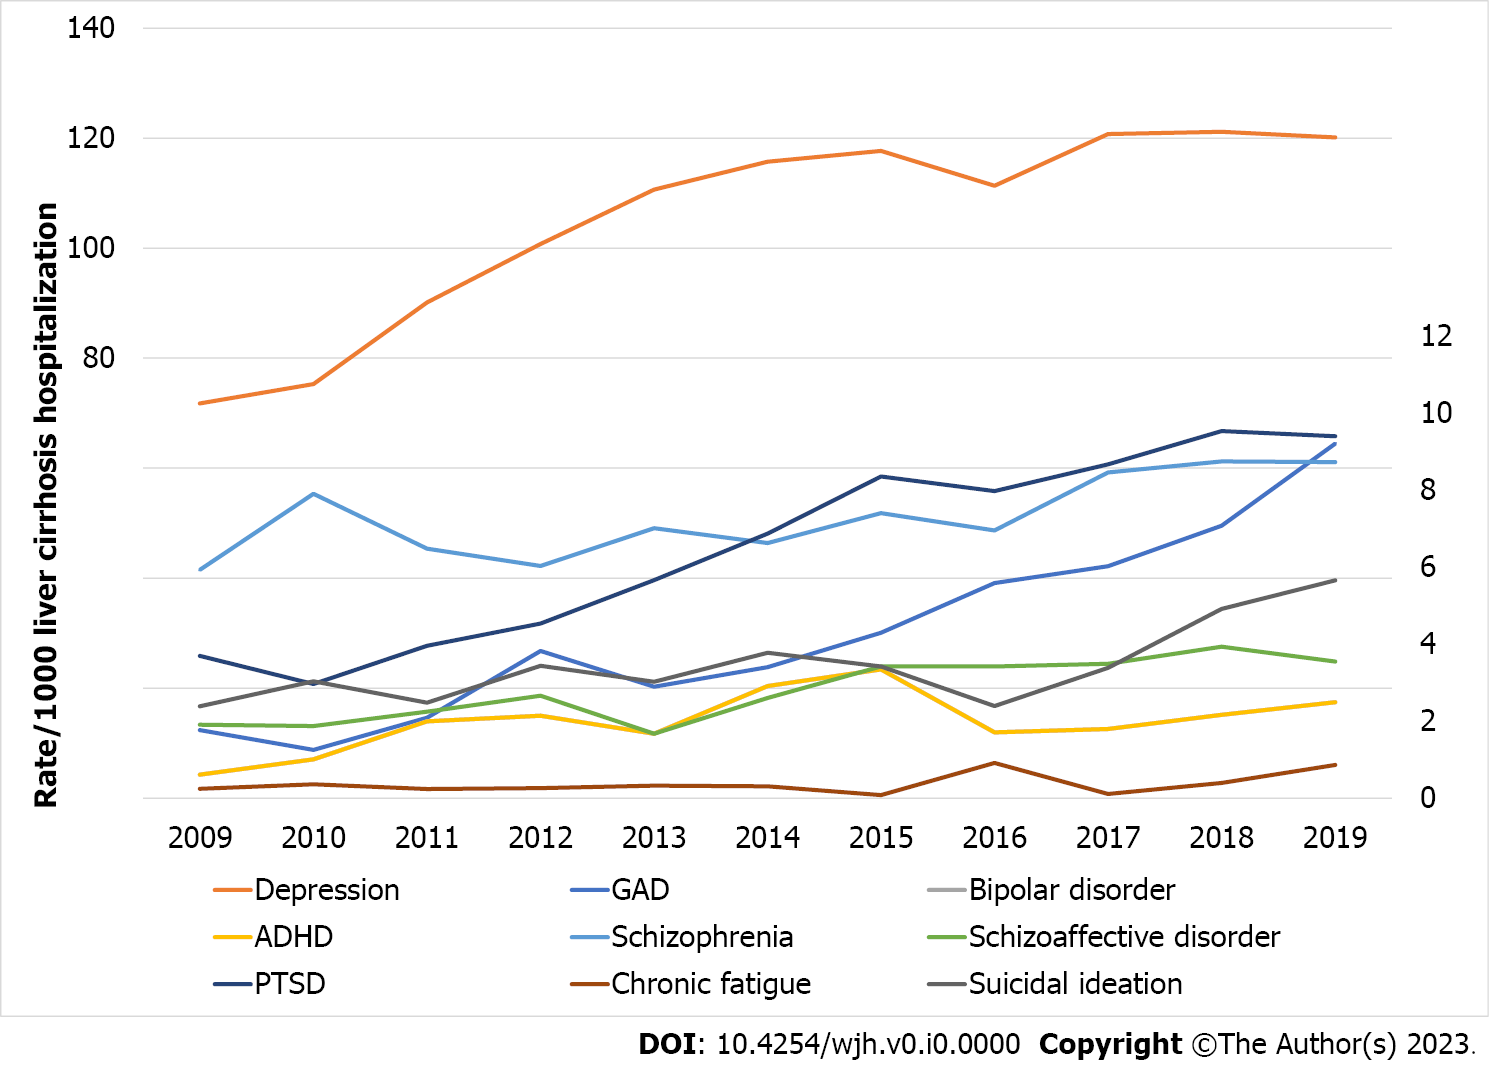 140
120
100
80
Rate/1000 liver cirrhosis hospitalization
12
10
8
6
4
2
0
2009 2010 2011 2012 2013 2014 2015 2016 2017 2018 2019
Depression GAD Bipolar disorder
ADHD Schizophrenia Schizoaffective disorder
PTSD Chronic fatigue Suicidal ideation
DOI: 10.4254/wjh.v0.i0.0000 Copyright ©The Author(s) 2023.